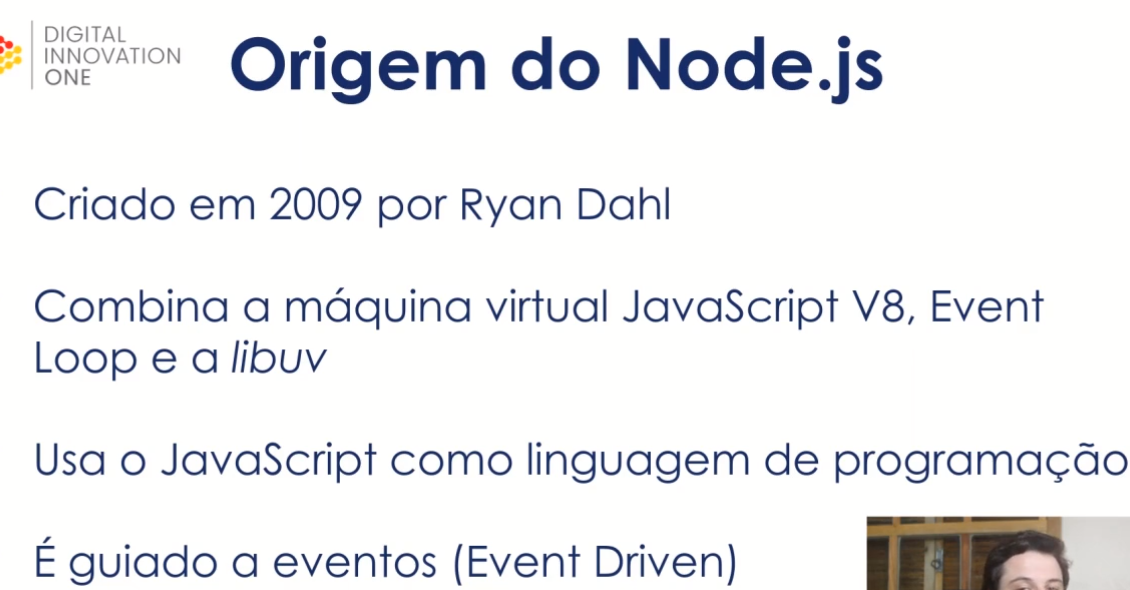 DIGITAL
INNOVATION
ONE
Origem do Node.js
Criado em 2009 por Ryan Dahl
Combina a máquina virtual JavaScript V8, Event
Loop e a libuv
Usa o JavaScript como linguagem de programação
É guiado a eventos (Event Driven)